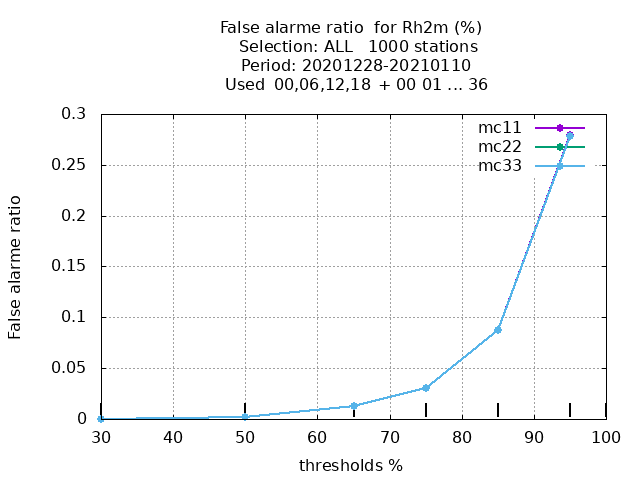 False alarme ratio for Rh2m (%)
Selection: ALL 1000 stations
Period: 20201228-20210110
Used 00,06,12,18 + 00 01 ... 36
0.3
0.25
0.2
0.15
0.1
0.05
0
False alarme ratio
mc11
mc22
mc33
30 40 50 60 70 80 90 100
thresholds %